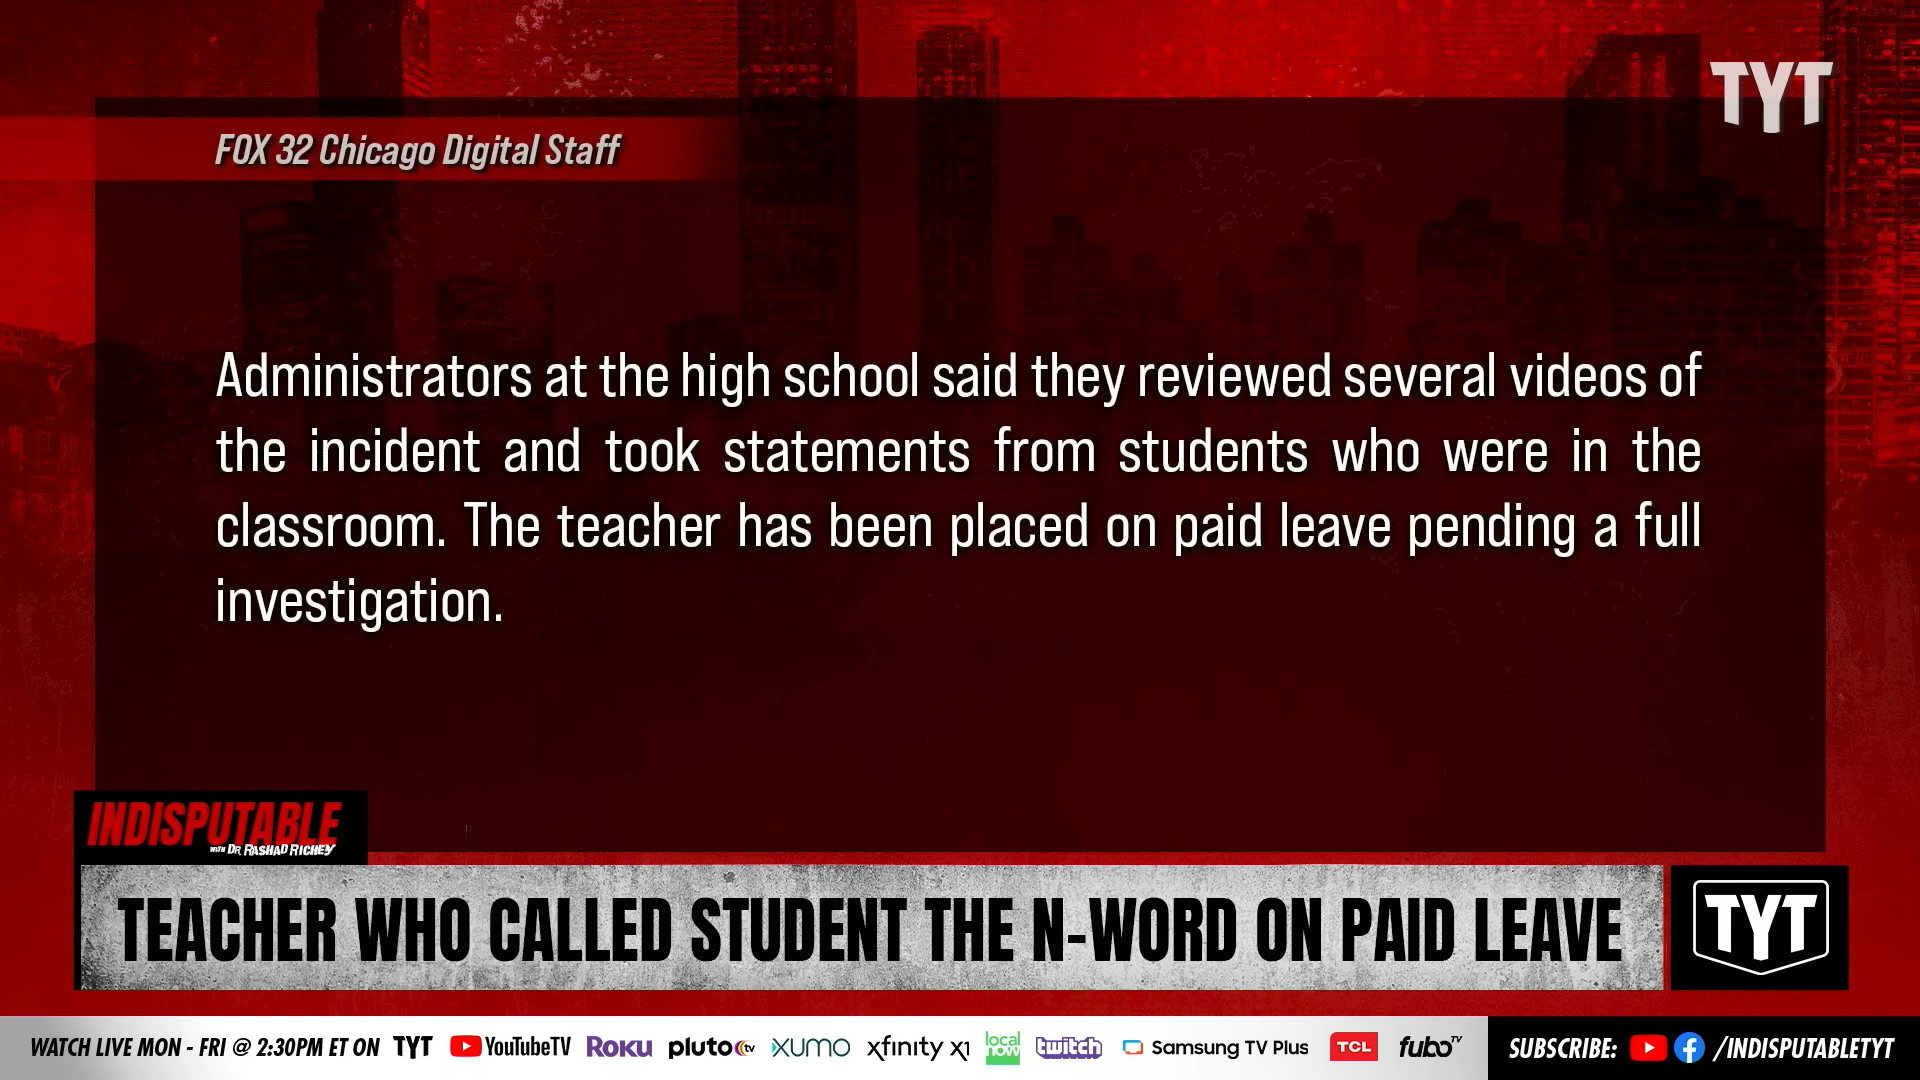 TYT
FOX 32 Chicago Digital Staff
Administrators at the high school said they reviewed several videos of
the incident and took statements from students who were in the
classroom. The teacher has been placed on paid leave pending a full
investigation.
INDISPUTABLE
WITH DR RASHAD RICHEY
TEACHER WHO CALLED STUDENT THE N-WORD ON PAID LEAVE
TYT
WATCH LIVE MON - FRI @ 2:30PM ET ON TYT YouTubeTV ROKU pluto tv XUMO xfinity x1 local now twitch Samsung TV Plus TCL fubo TV SUBSCRIBE: /INDISPUTABLETYT